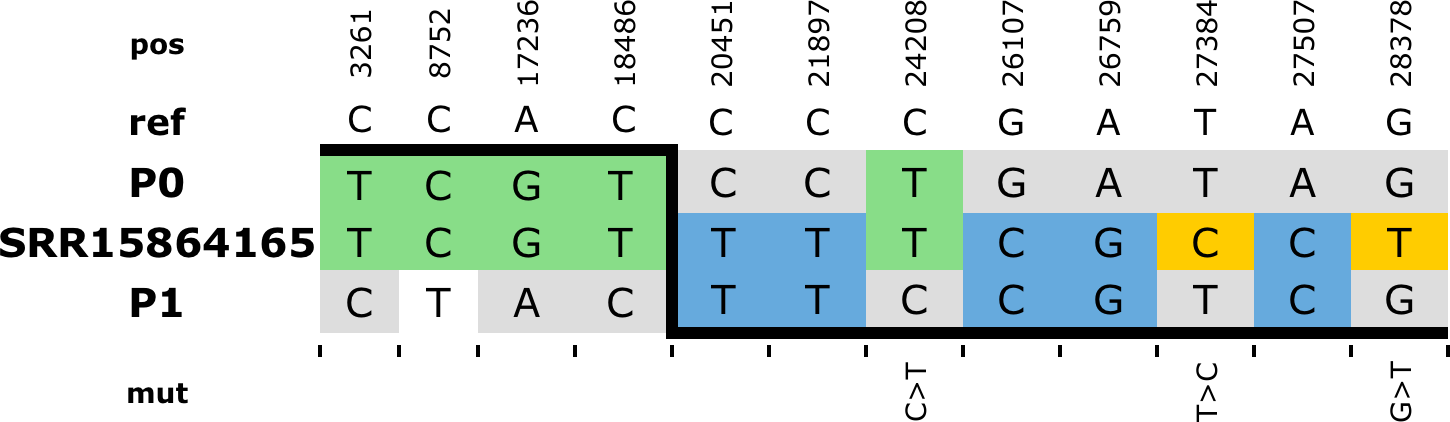 pos 3261 8752 17236 18486 20451 21897 24208 26107 26759 27384 27507 28378
ref C C A C C C C G A T A G
P0 T C G T C C T G A T A G
SRR15864165 T C G T T T T C G C C T
P1 C T A C T T C C G T C G
mut C>T T>C G>T